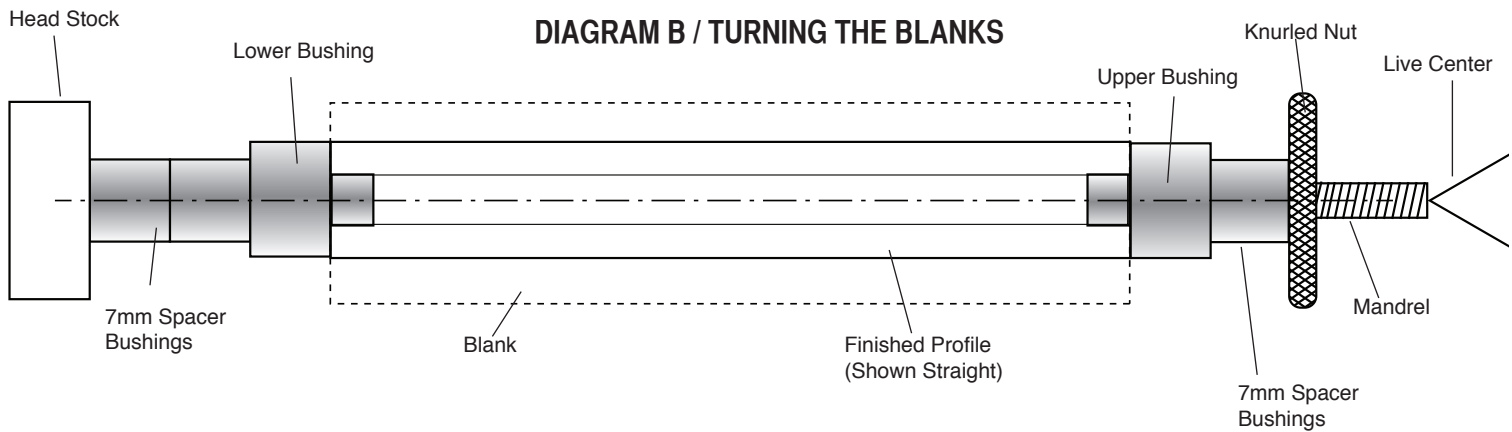 Head Stock
DIAGRAM B / TURNING THE BLANKS
Knurled Nut
Lower Bushing
Live Center
Upper Bushing
7mm Spacer
Bushings
Blank
Finished Profile
(Shown Straight)
Mandrel
7mm Spacer
Bushings